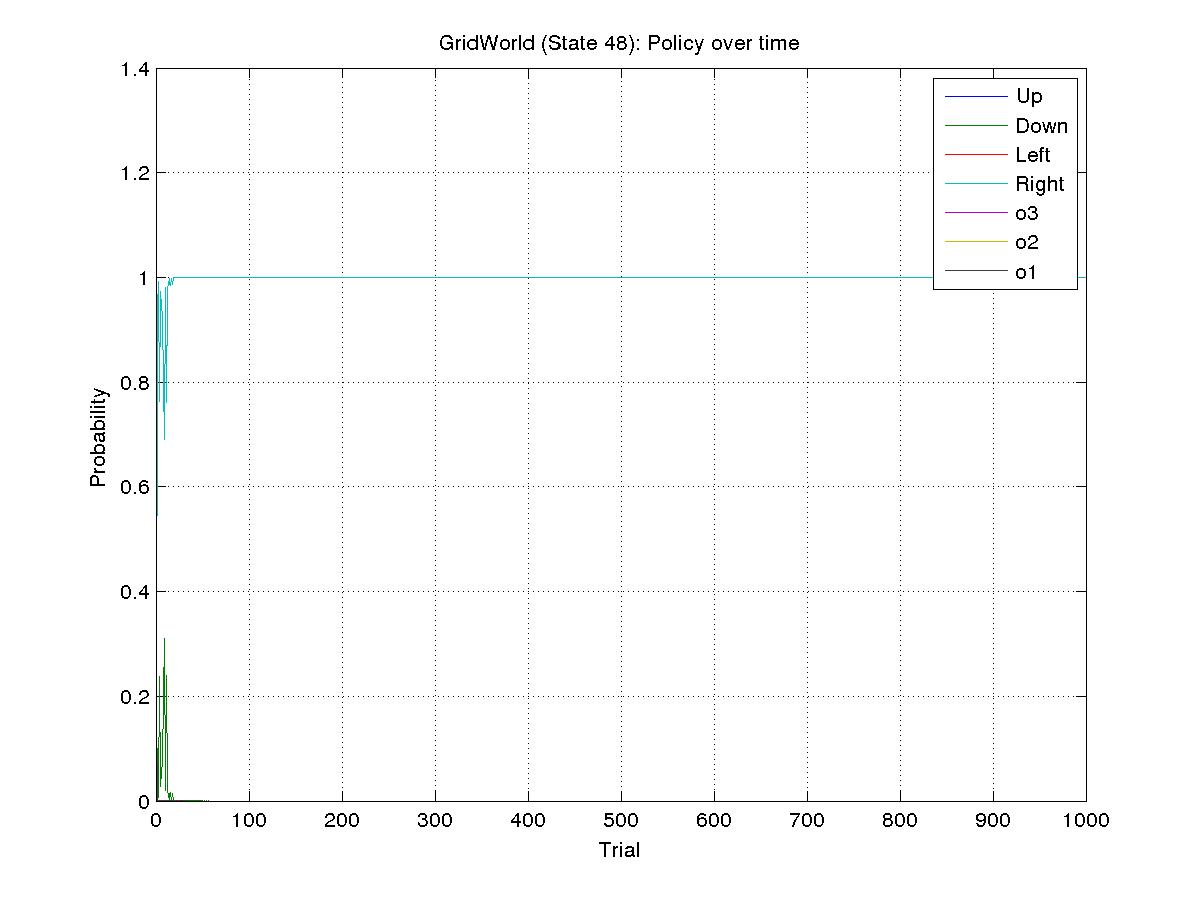 GridWorld (State 48): Policy over time
1.4
1.2
1
0.8
0.6
0.4
0.2
0
Probability
0 100 200 300 400 500 600 700 800 900 1000
Trial
Up
Down
Left
Right
o3
o2
o1